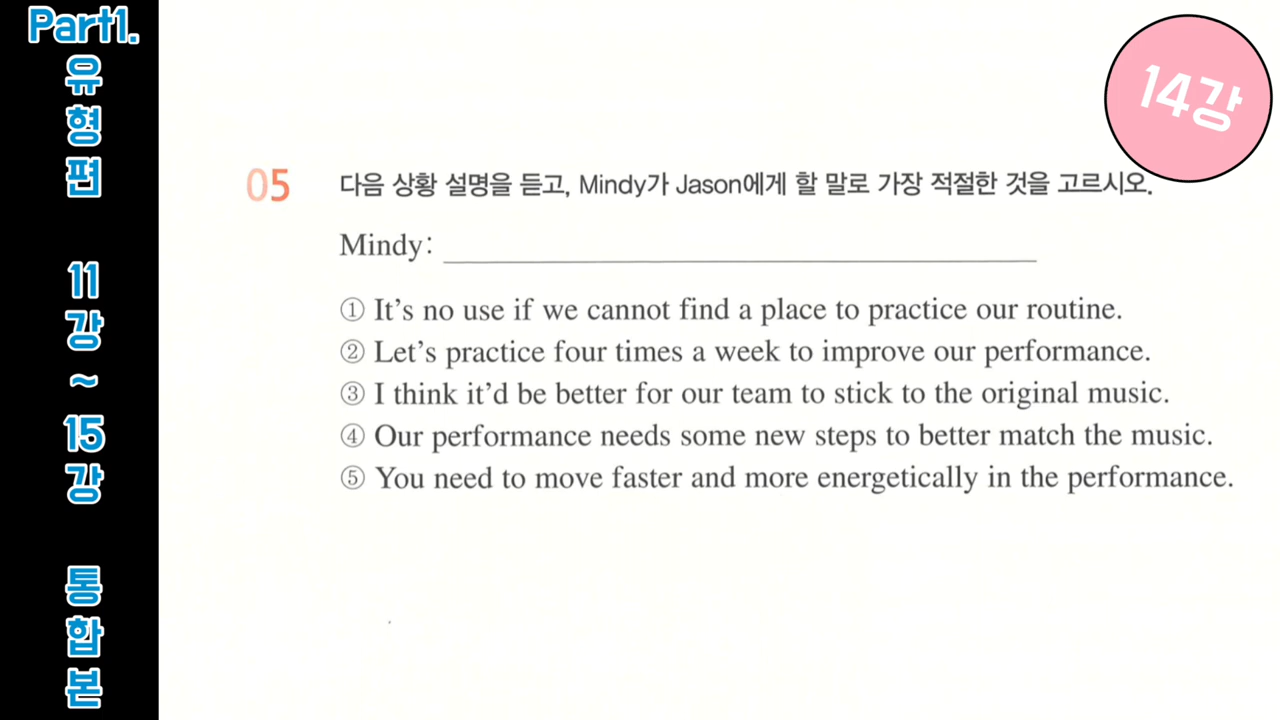 Part1.
유
형
편
11
강
~
15
강
통
합
본
14강
05 다음 상황 설명을 듣고, Mindy가 Jason에게 할 말로 가장 적절한 것을 고르시오.
Mindy:
① It's no use if we cannot find a place to practice our routine.
② Let's practice four times a week to improve our performance.
③ I think it'd be better for our team to stick to the original music.
④ Our performance needs some new steps to better match the music.
⑤ You need to move faster and more energetically in the performance.